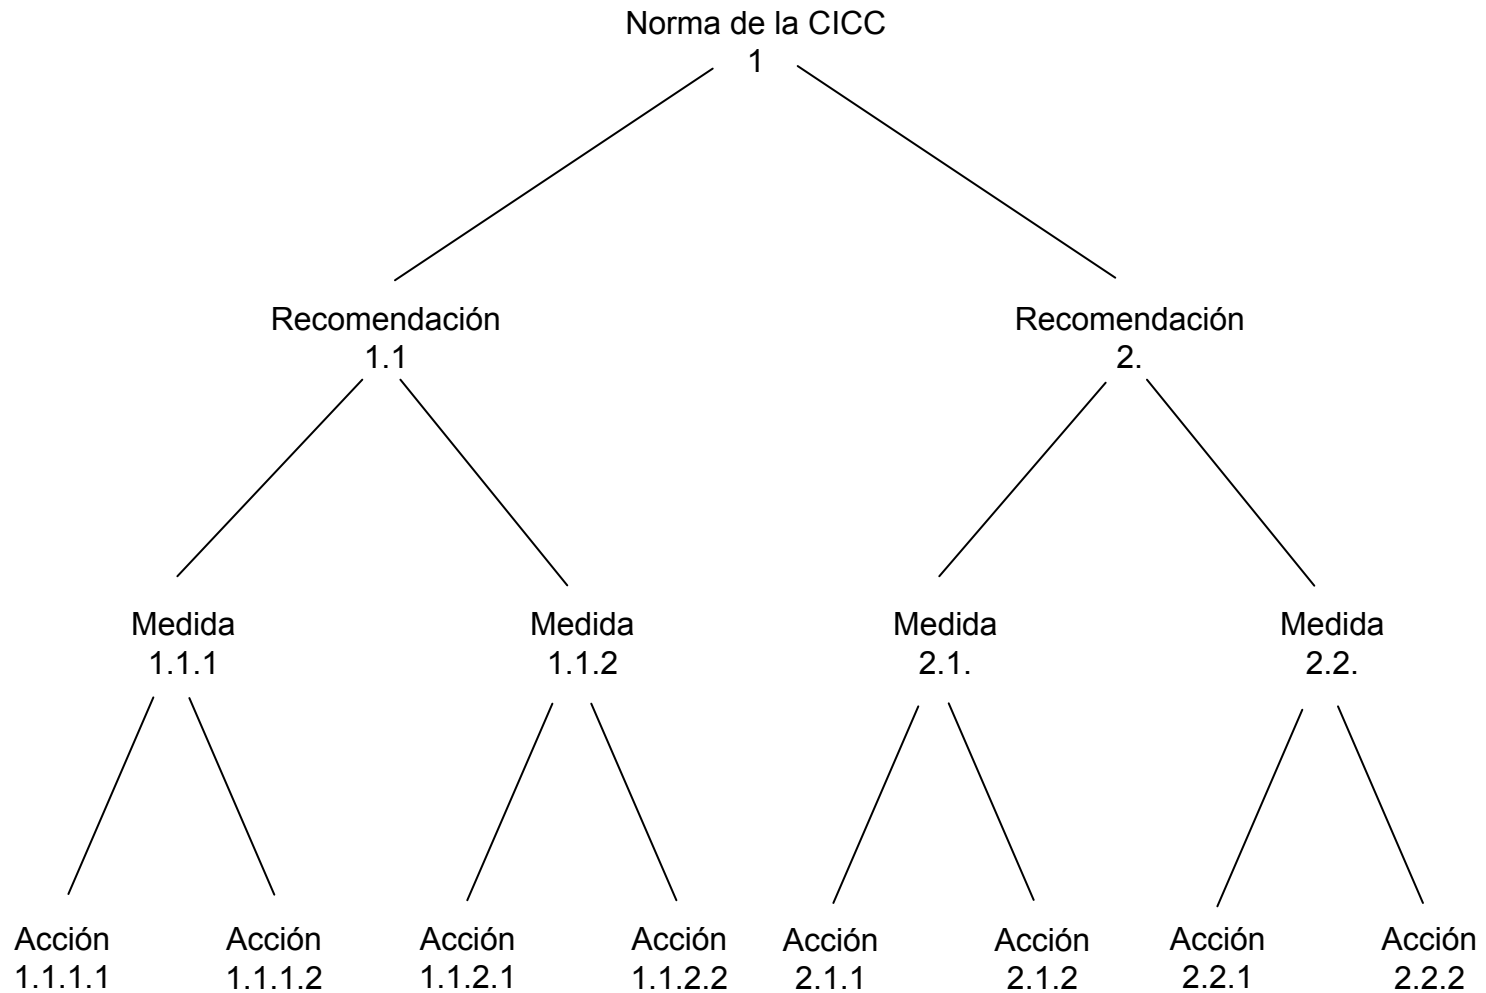 Norma de la CICC
1
Recomendación
1.1
Recomendación
2.
Medida
1.1.1
Medida
1.1.2
Medida
2.1.
Medida
2.2.
Acción
1.1.1.1
Acción
1.1.1.2
Acción
1.1.2.1
Acción
1.1.2.2
Acción
2.1.1
Acción
2.1.2
Acción
2.2.1
Acción
2.2.2